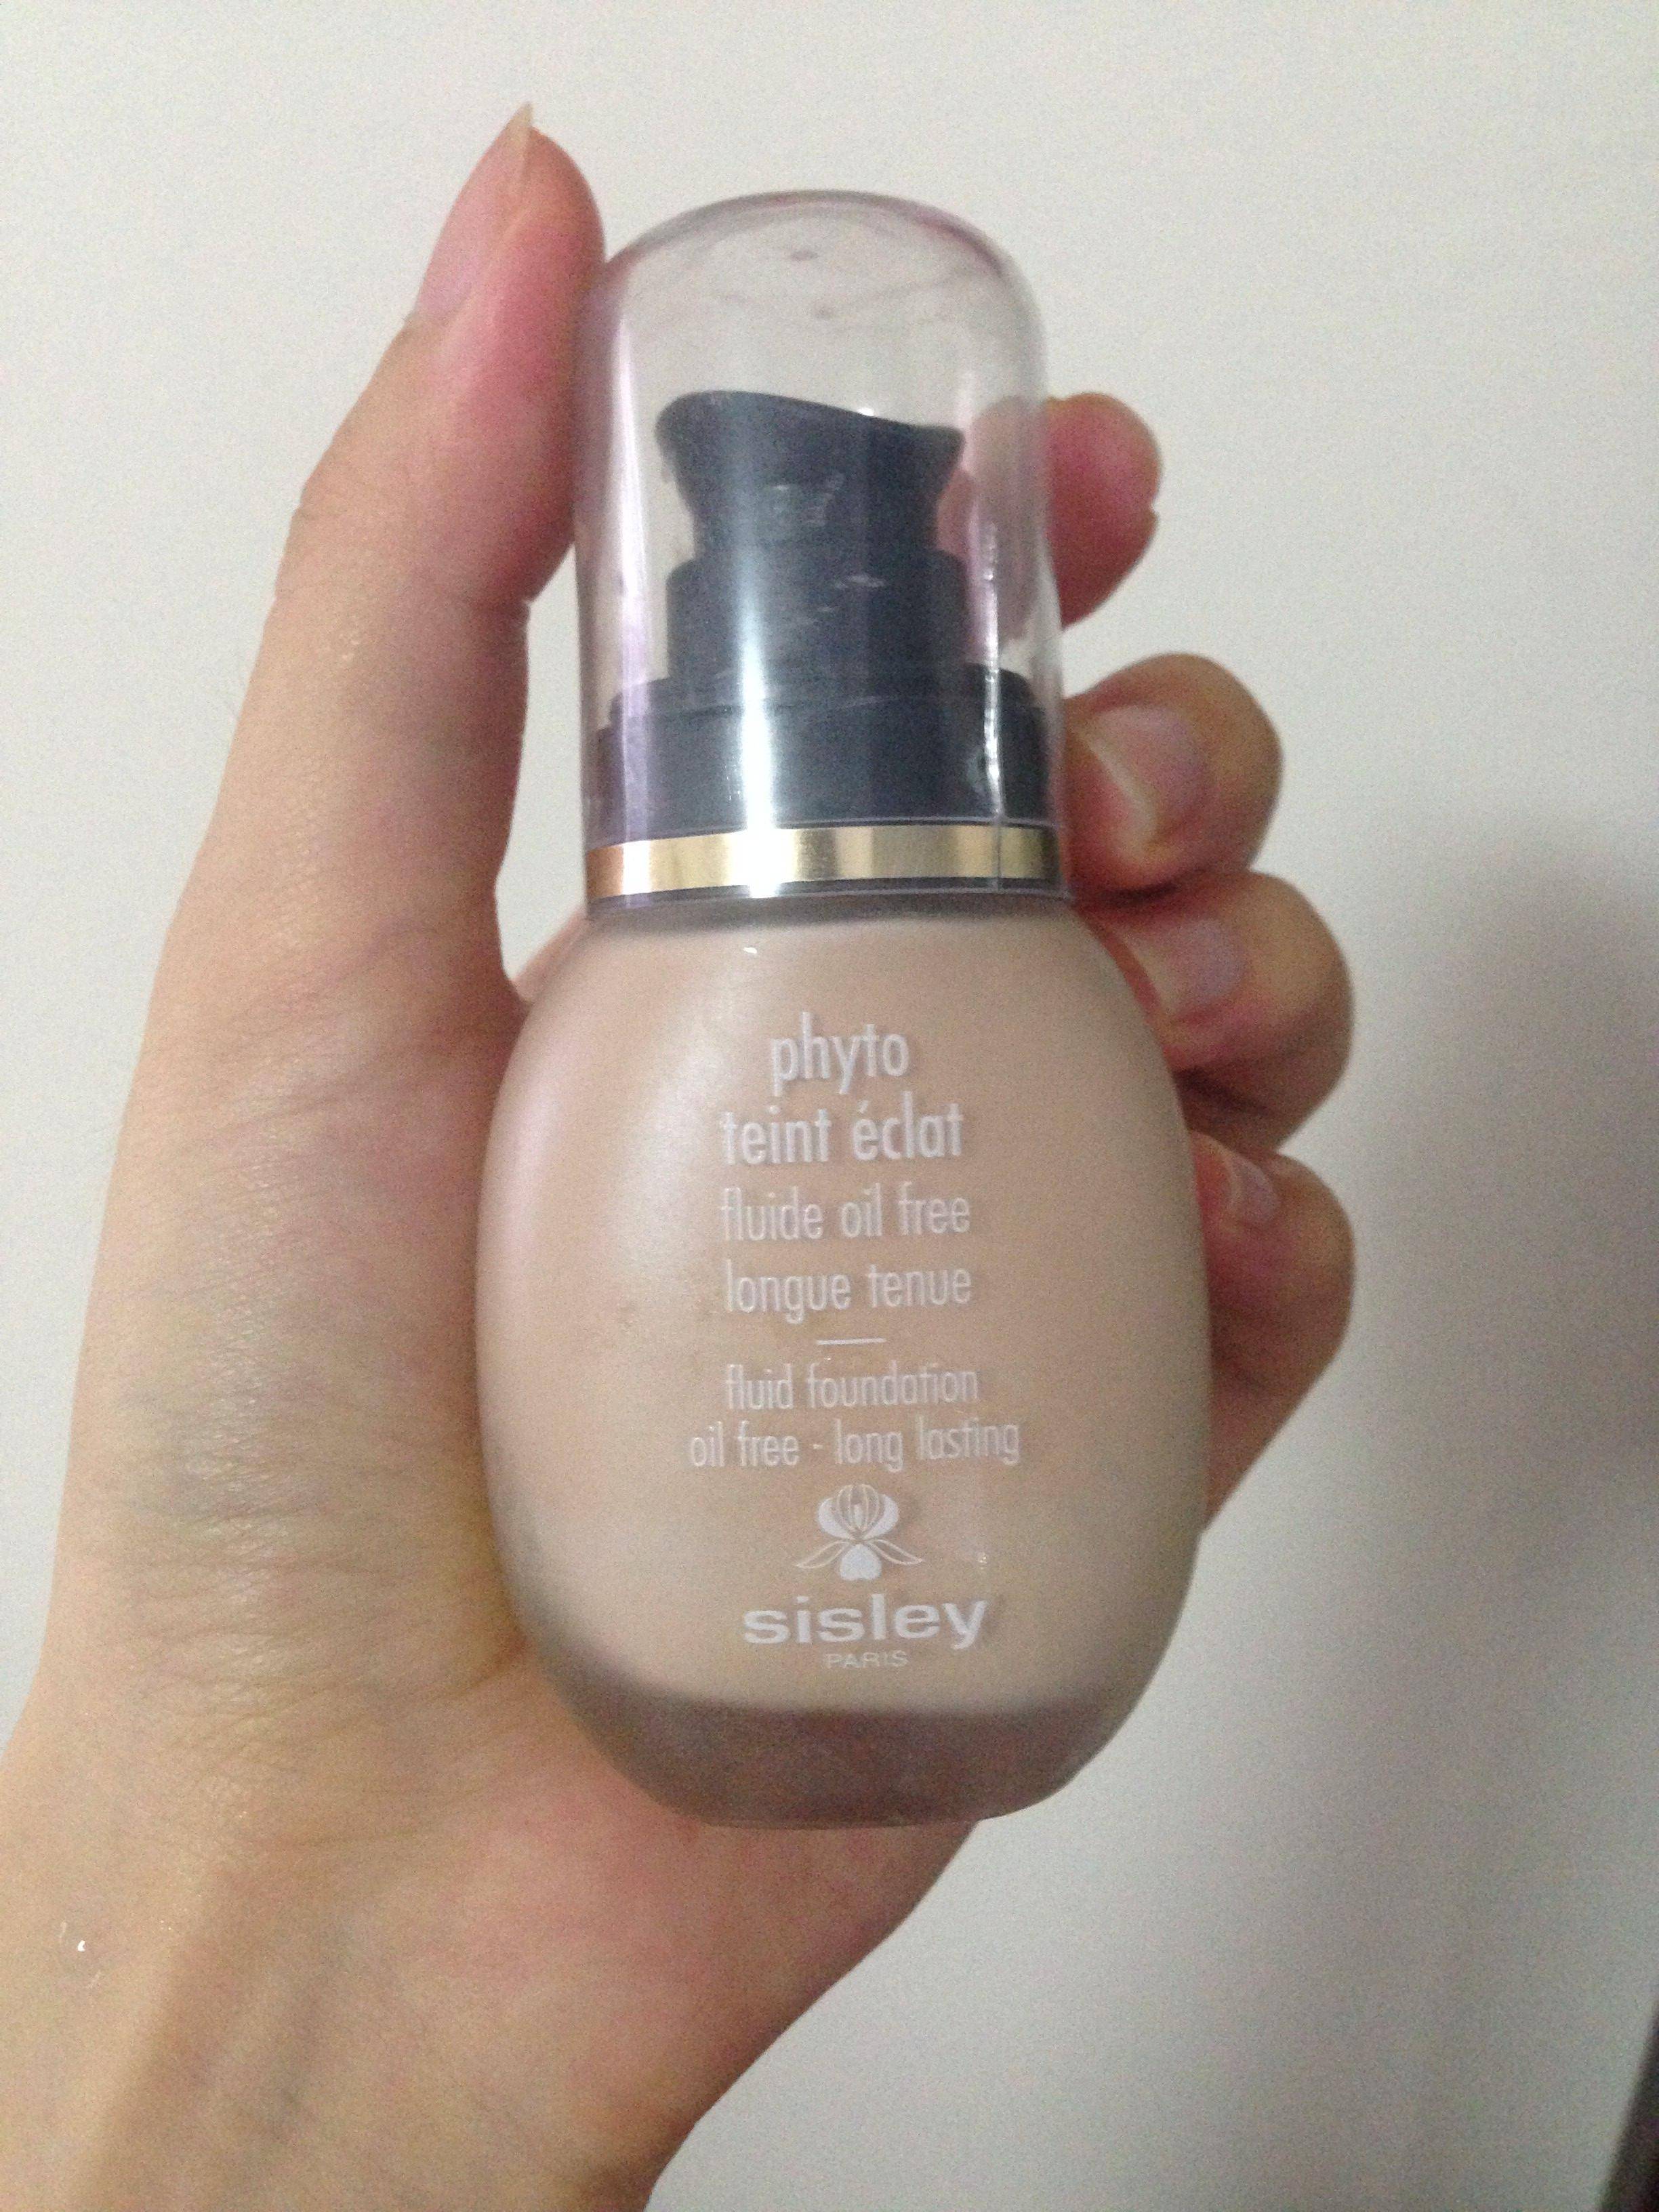 phyto
teint éclat
fluide oil free
longue tenue
fluid foundation
oil free - long lasting
sisley
PARIS